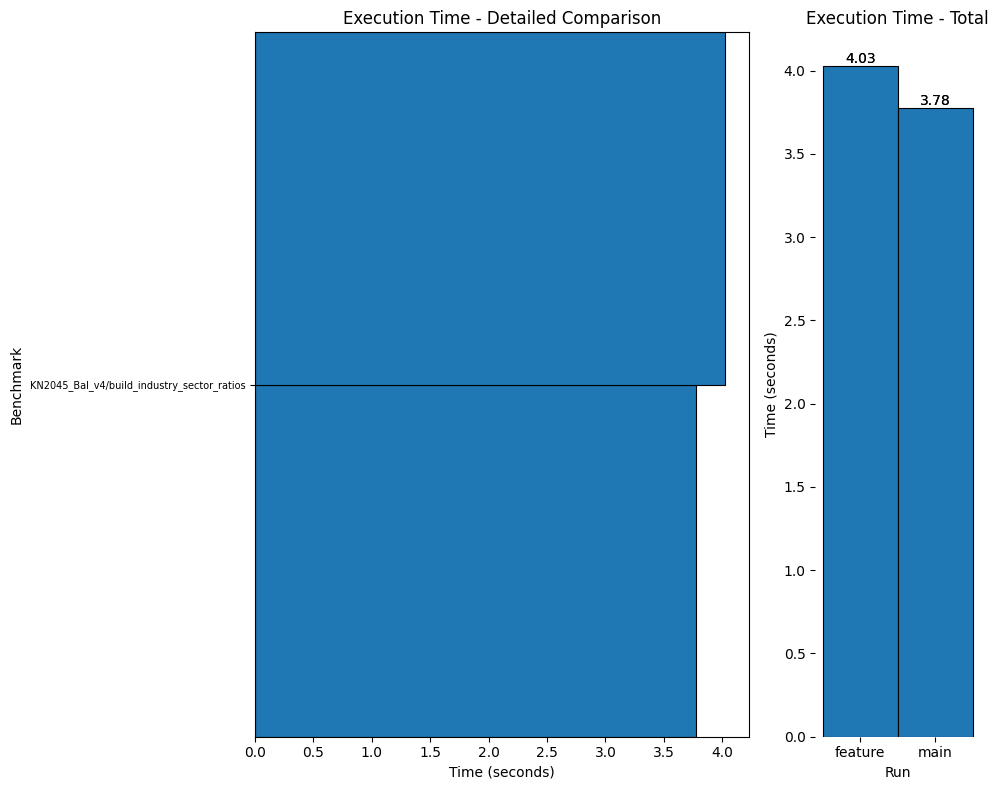 Execution Time - Detailed Comparison
Benchmark
KN2045_Bal_v4/build_industry_sector_ratios
0.0 0.5 1.0 1.5 2.0 2.5 3.0 3.5 4.0
Time (seconds)
Execution Time - Total
Time (seconds)
4.0
3.5
3.0
2.5
2.0
1.5
1.0
0.5
0.0
4.03
3.78
feature main
Run